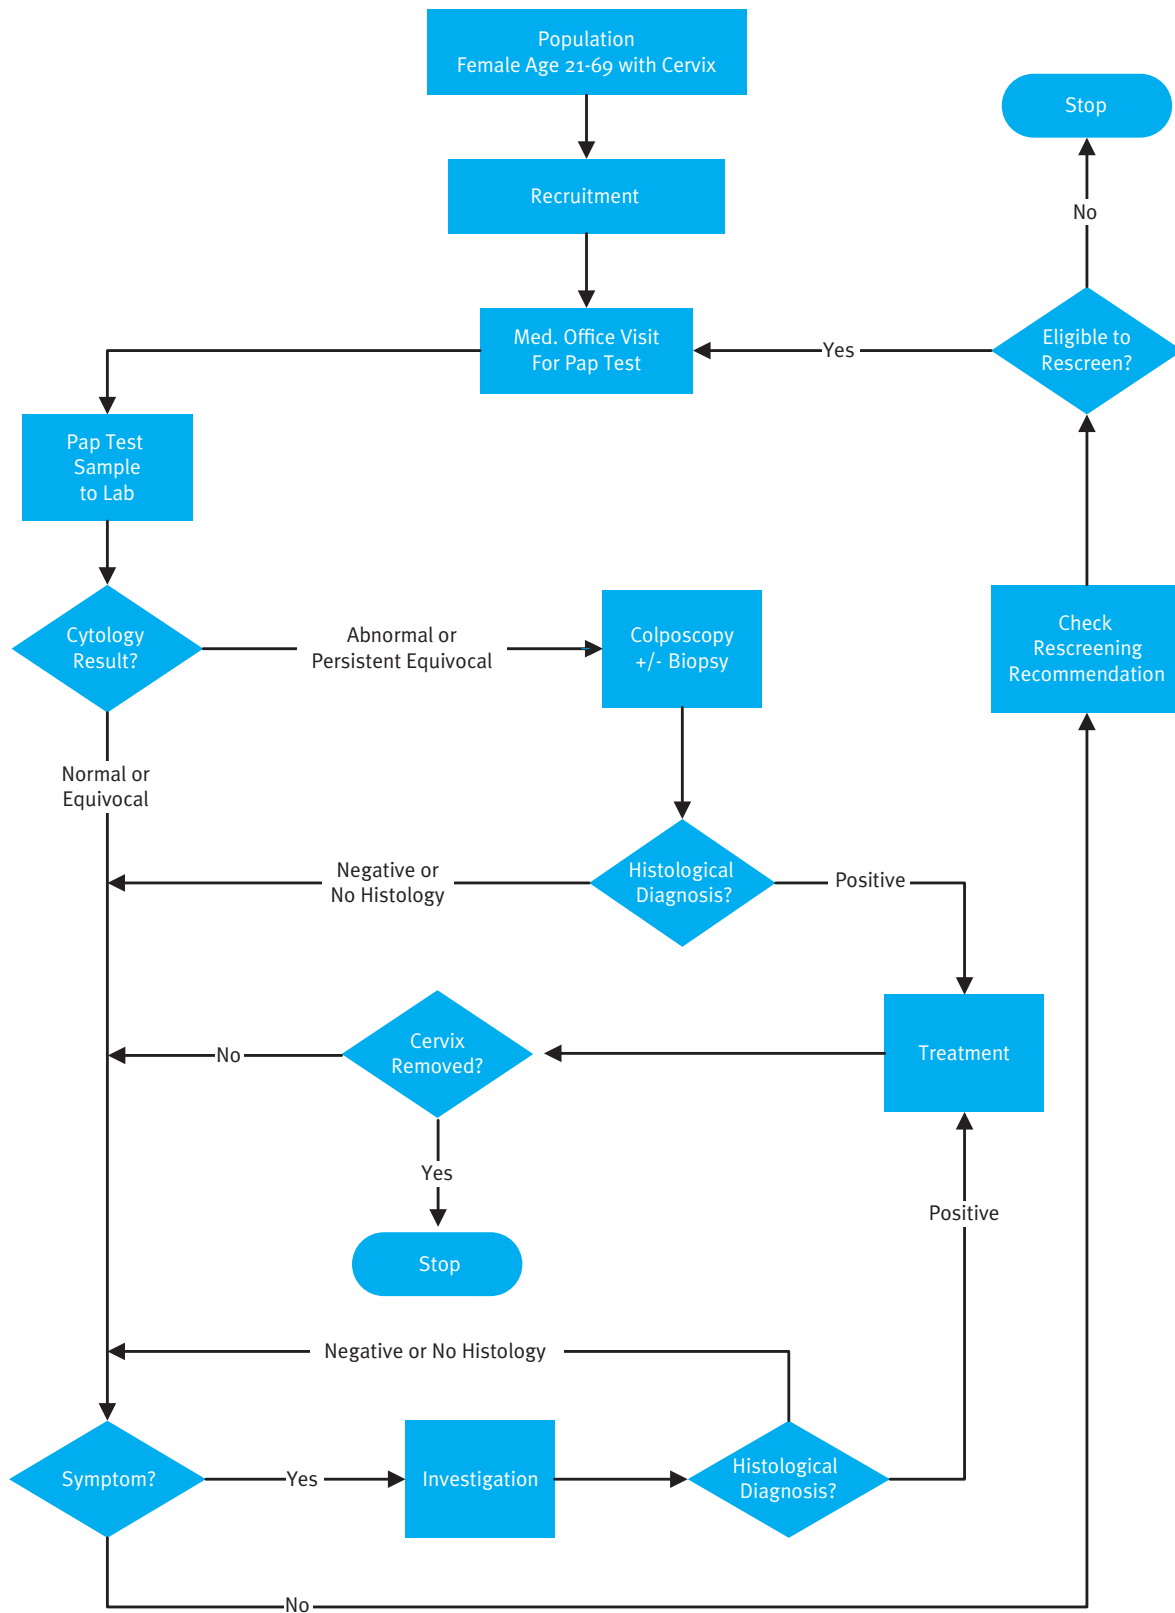 Population
Female Age 21-69 with Cervix
Stop
Recruitment
No
Med. Office Visit
For Pap Test
Yes
Eligible to
Rescreen?
Pap Test
Sample
to Lab
Cytology
Result?
Abnormal or
Persistent Equivocal
Colposcopy
+/- Biopsy
Check
Rescreening
Recommendation
Normal or
Equivocal
Negative or
No Histology
Histological
Diagnosis?
Positive
Cervix
Removed?
No
Treatment
Yes
Positive
Stop
Negative or No Histology
Symptom?
Yes
Investigation
Histological
Diagnosis?
No